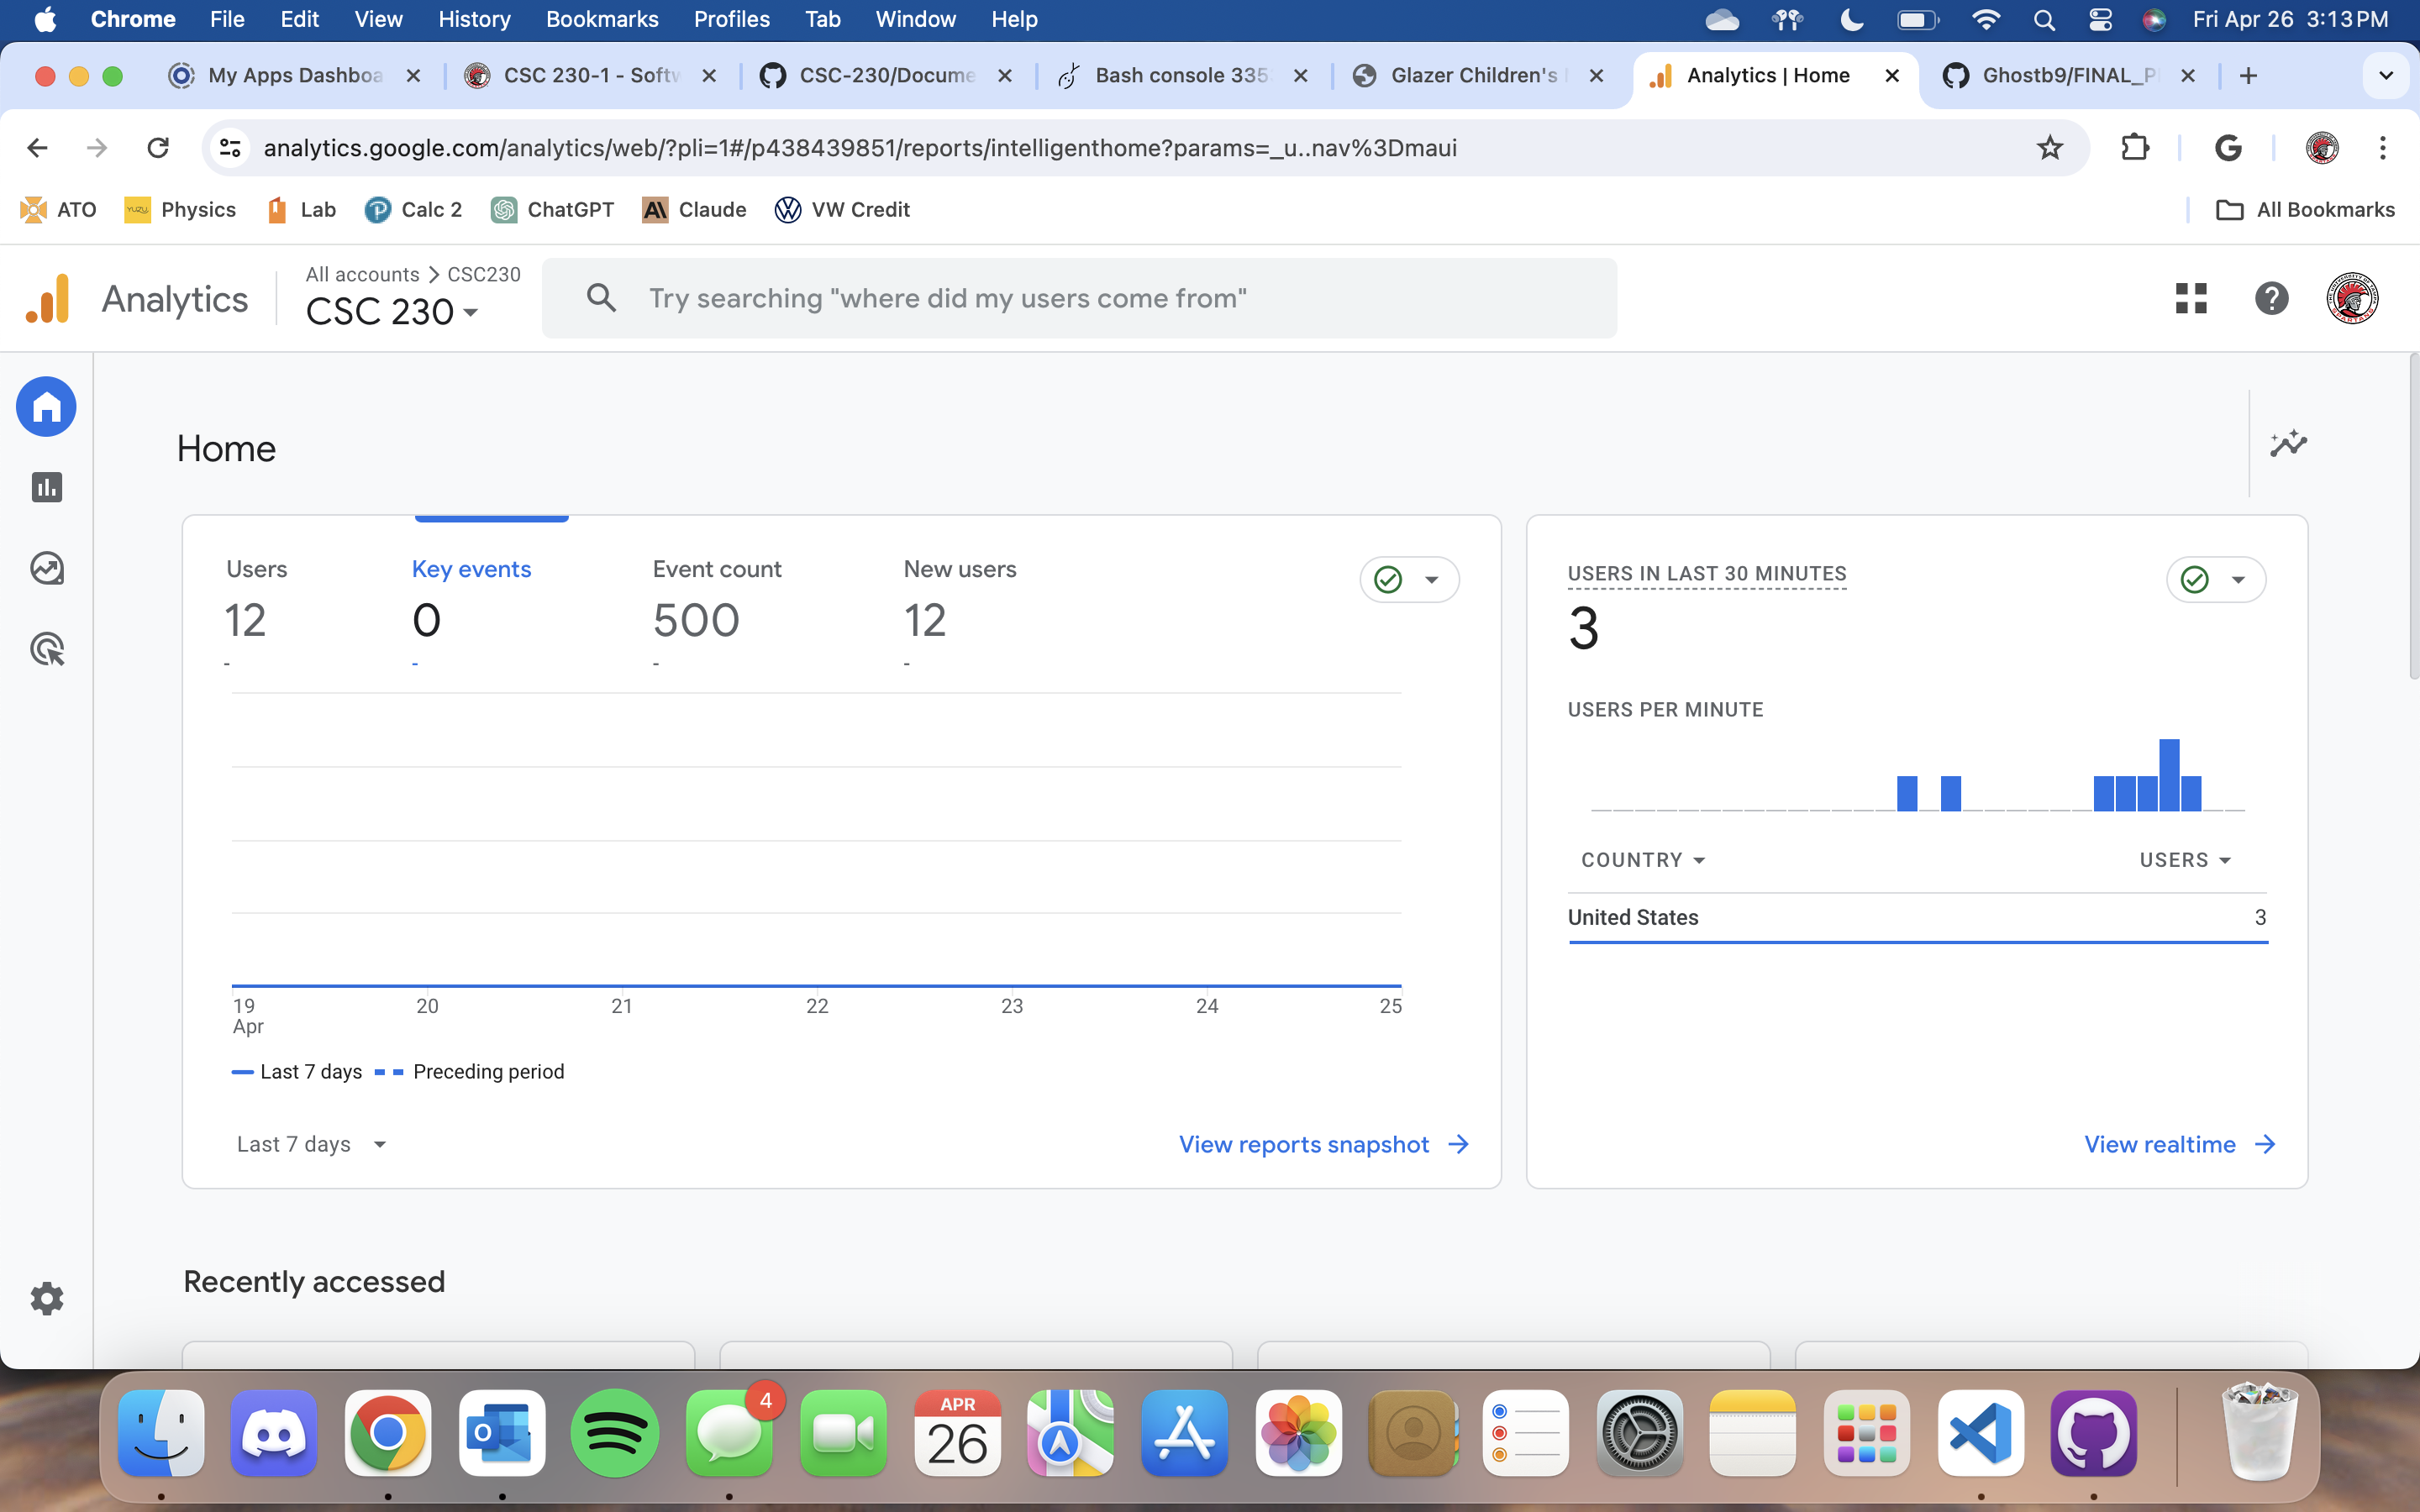 Chrome File Edit View History Bookmarks Profiles Tab Window Help Fri Apr 26 3:13 PM
My Apps Dashboa CSC 230-1 - Softw CSC-230/Docume Bash console 335 Glazer Children's Analytics | Home Ghostb9/FINAL_P
analytics.google.com/analytics/web/?pli=1#/p438439851/reports/intelligenthome?params=_u..nav%3Dmaui
ATO Physics Lab Calc 2 ChatGPT Claude VW Credit All Bookmarks
Analytics
All accounts > CSC230
CSC 230
Try searching "where did my users come from"
Home
Users Key events Event count New users
12 0 500 12
- - - -
19 20 21 22 23 24 25
Apr
Last 7 days Preceding period
Last 7 days View reports snapshot
USERS IN LAST 30 MINUTES
3
USERS PER MINUTE
COUNTRY USERS
United States 3
View realtime
Recently accessed
4
APR
26